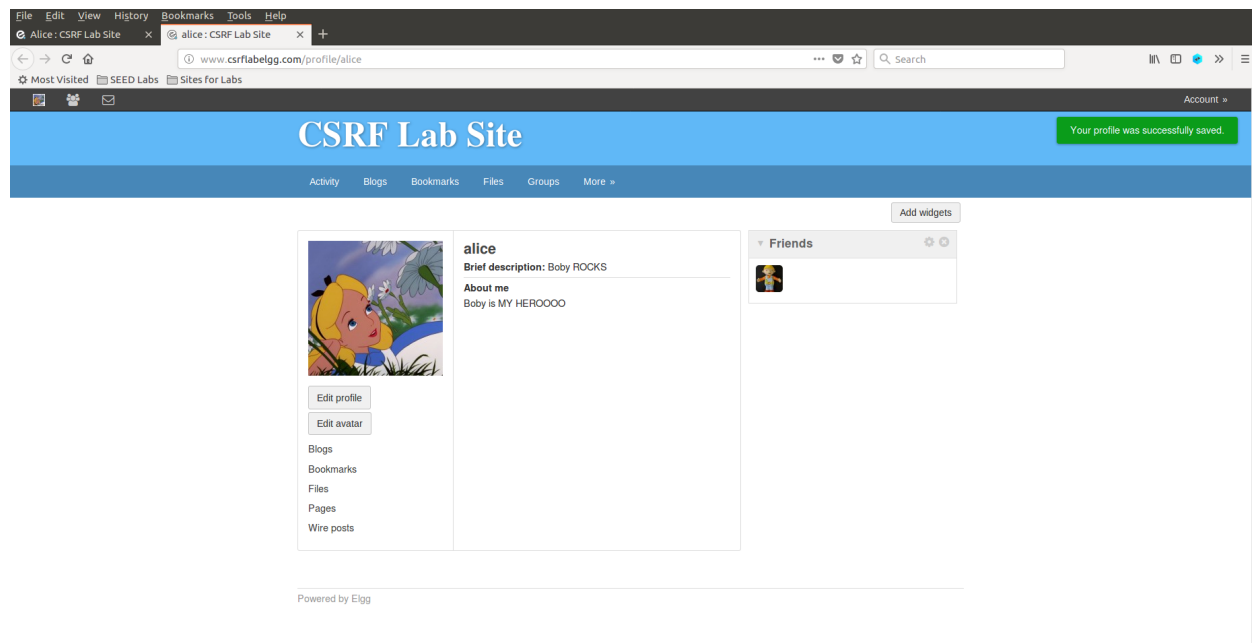 File Edit View History Bookmarks Tools Help
Alice : CSRF Lab Site × alice : CSRF Lab Site × +
www.csrflabelgg.com/profile/alice ••• Search
Most Visited SEED Labs Sites for Labs
Account »
CSRF Lab Site
Your profile was successfully saved.
Activity Blogs Bookmarks Files Groups More »
Add widgets
alice
Brief description: Boby ROCKS
About me
Boby is MY HEROOOO
Friends
Edit profile
Edit avatar
Blogs
Bookmarks
Files
Pages
Wire posts
Powered by Elgg